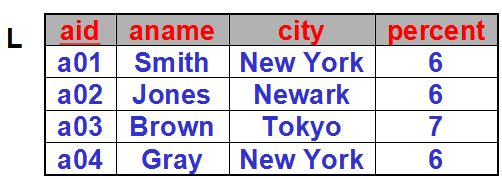 L
aid aname city percent
a01 Smith New York 6
a02 Jones Newark 6
a03 Brown Tokyo 7
a04 Gray New York 6